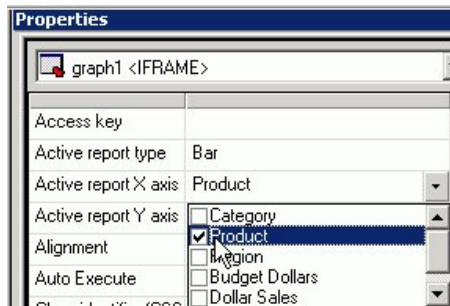 Properties
graph1 <IFRAME>
Access key
Active report type Bar
Active report X axis Product
Active report Y axis Category
Product
Alignment Region
Auto Execute Budget Dollars
Dollar Sales